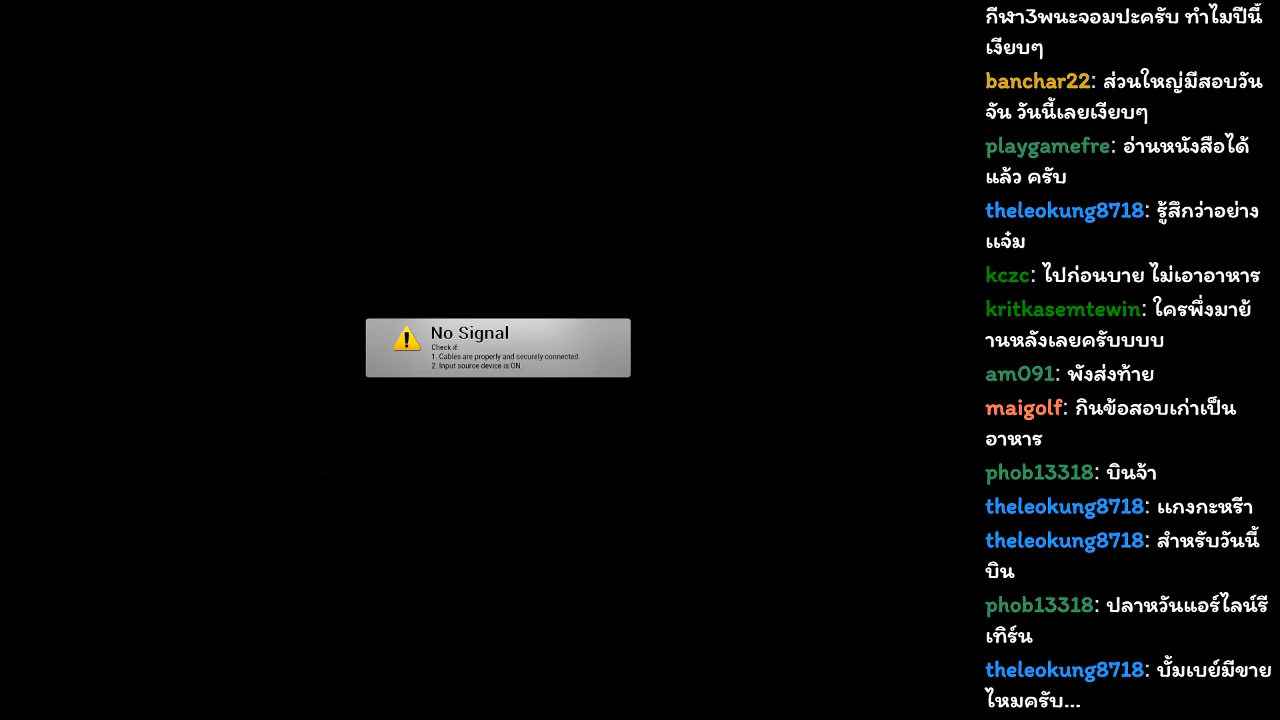 No Signal
Check if:
1. Cables are properly and securely connected.
2. Input source device is ON
กีฬา3พนะจอมปะครับ ทำไมปีนี้
เงียบๆ
banchar22: ส่วนใหญ่มีสอบวัน
จัน วันนี้เลยเงียบๆ
playgamefre: อ่านหนังสือได้
แล้ว ครับ
theleokung8718: รู้สึกว่าอย่าง
แจ๋ม
kczc: ไปก่อนบาย ไม่เอาอาหาร
kritkasemtewin: ใครพึ่งมาย้
านหลังเลยครับบบบ
am091: พังส่งท้าย
maigolf: กินข้อสอบเก่าเป็น
อาหาร
phob13318: บินจ้า
theleokung8718: แกงกะหรี่า
theleokung8718: สำหรับวันนี้
บิน
phob13318: ปลาหวันแอร์ไลน์รี
เทิร์น
theleokung8718: บั้มเบย์มีขาย
ไหมครับ...